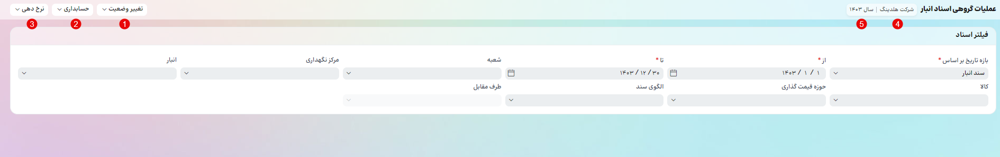 عملیات گروهی اسناد انبار
شرکت هلدینگ | سال ۱۴۰۳
تغییر وضعیت
حسابداری
نرخ دهی
5 4 1 2 3
فیلتر اسناد
بازه تاریخ بر اساس *
از *
تا *
شعبه
مرکز نگهداری
انبار
سند انبار
۱۴۰۳ / ۱ / ۱
۱۴۰۳ / ۱۲ / ۳۰
کالا
حوزه قیمت گذاری
الگوی سند
طرف مقابل